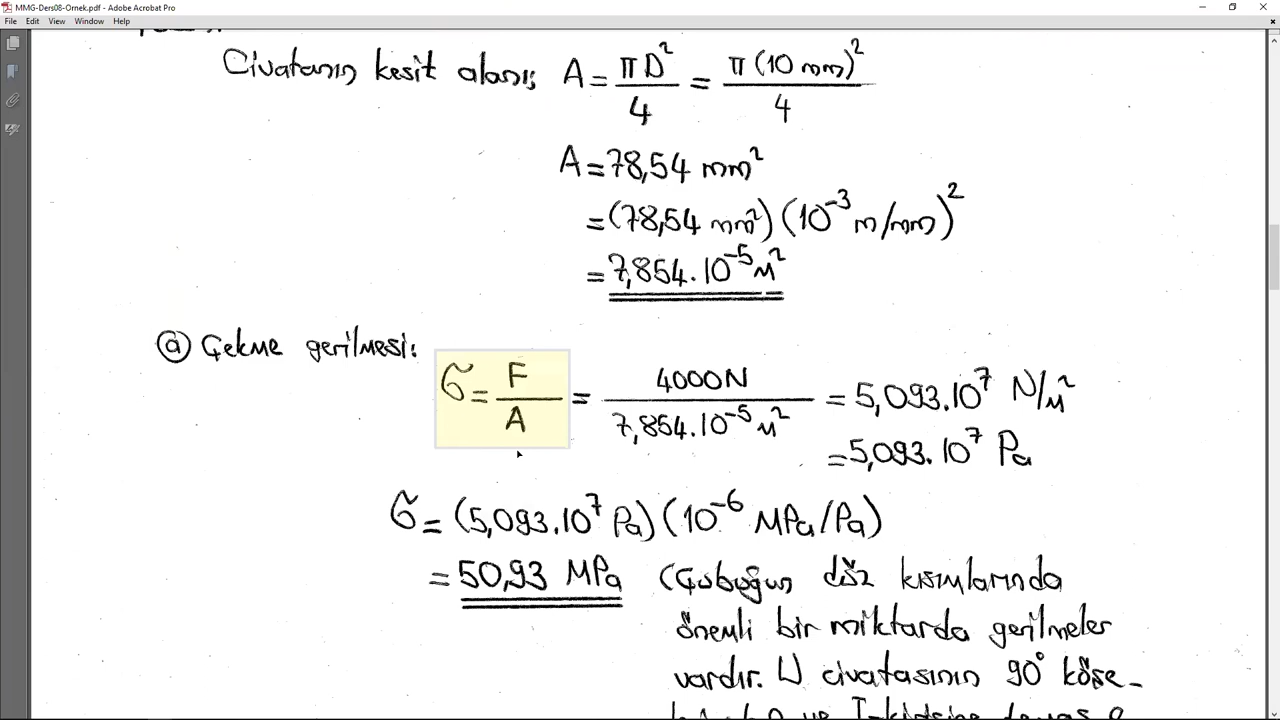 MMG-Ders08-Ornek.pdf - Adobe Acrobat Pro
File Edit View Window Help
Civatanın kesit alanı; A = πD²/4 = π(10 mm)²/4
A = 78,54 mm²
= (78,54 mm²) (10⁻³ m/mm)²
= 7,854.10⁻⁵ m²
ⓐ Çekme gerilmesi: σ = F/A = 4000N / 7,854.10⁻⁵ m² = 5,093.10⁷ N/m²
= 5,093.10⁷ Pa
σ = (5,093.10⁷ Pa) (10⁻⁶ MPa/Pa)
= 50,93 MPa (Çubuğun düz kısımlarında
önemli bir miktarda gerilmeler
vardır. U civatasının 90° köşe-